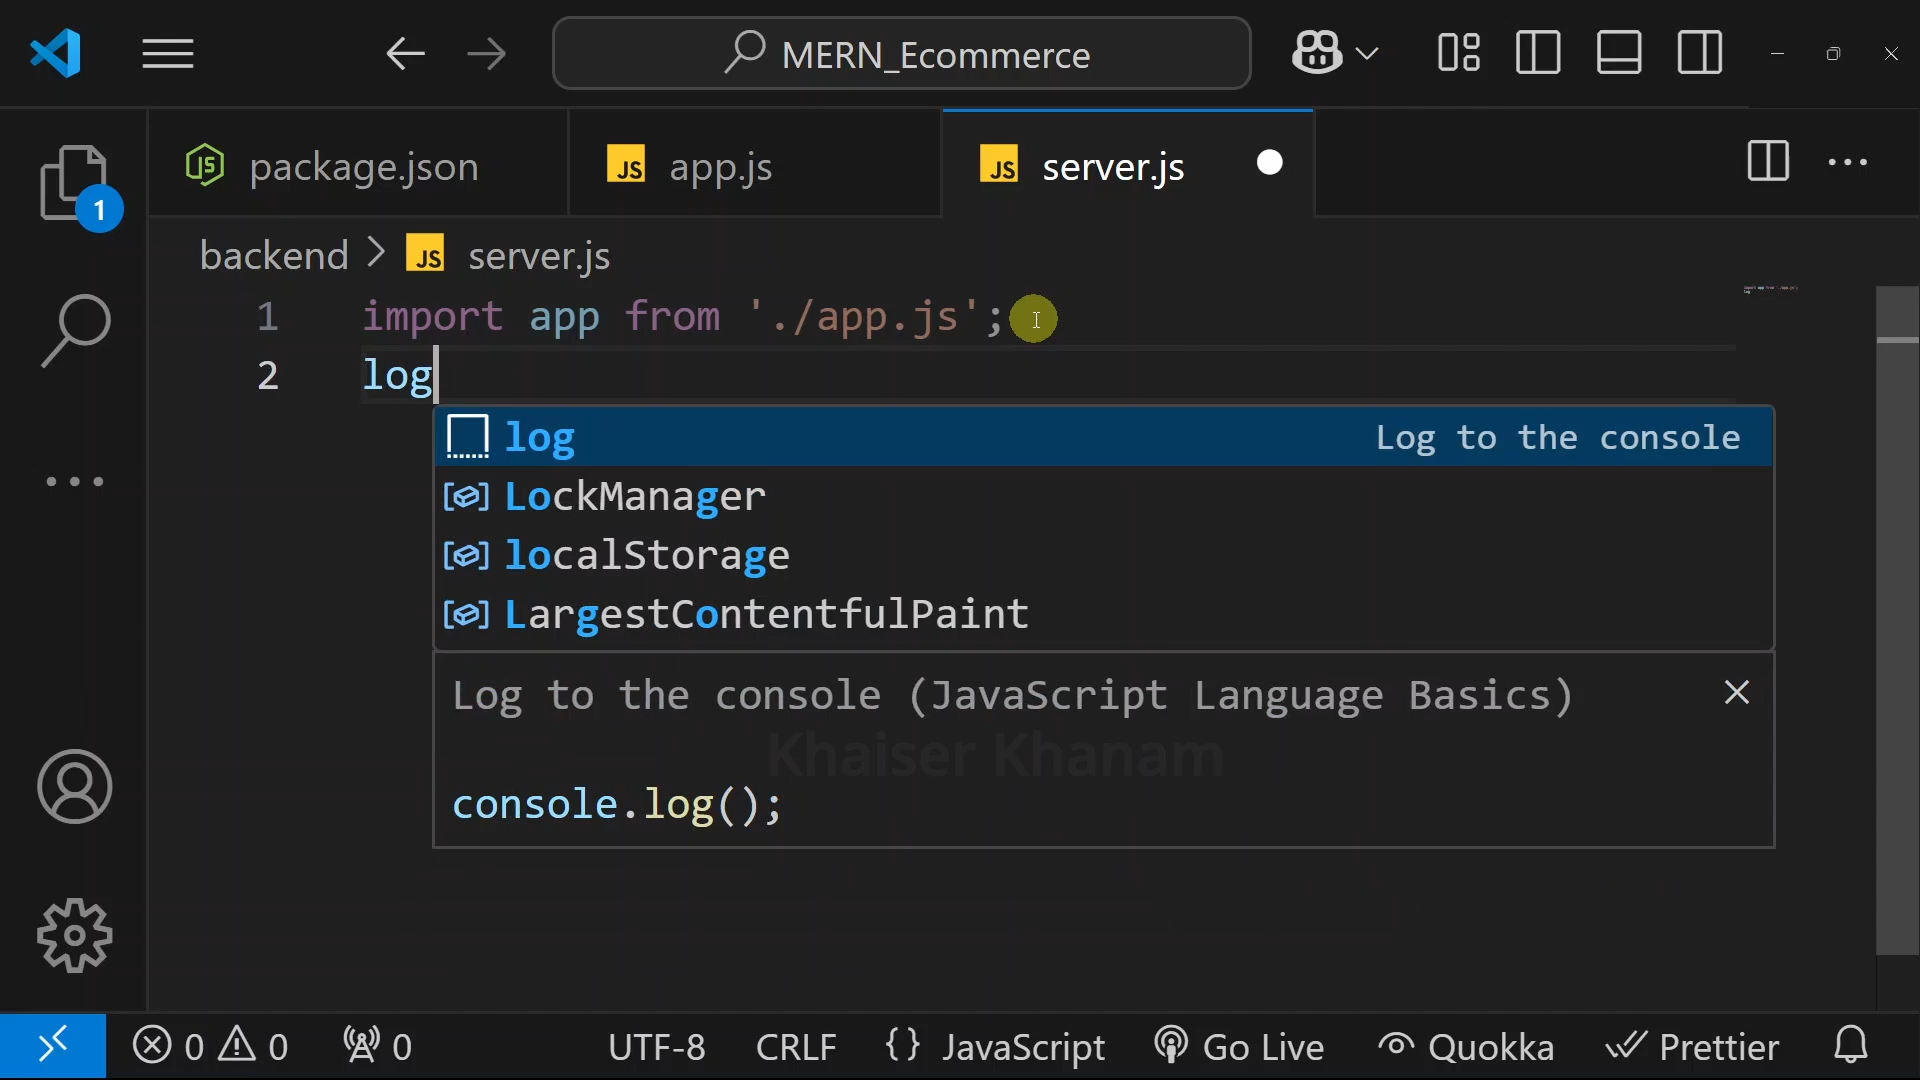 MERN_Ecommerce
package.json
app.js
server.js
1
backend > server.js
1 import app from './app.js';
2 log
log Log to the console
LockManager
localStorage
LargestContentfulPaint
Log to the console (JavaScript Language Basics)
Khaiser Khanam
console.log();
0 0 0 UTF-8 CRLF {} JavaScript Go Live Quokka Prettier